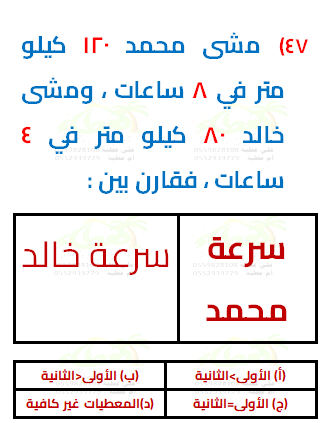 ٤٧) مشى محمد ١٢٠ كيلو
متر في ٨ ساعات ، ومشى
خالد ٨٠ كيلو متر في ٤
ساعات ، فقارن بين :
سرعة محمد
سرعة خالد
(أ) الأولى>الثانية
(ب) الأولى<الثانية
(ج) الأولى=الثانية
(د)المعطيات غير كافية